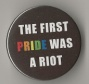 THE FIRST
PRIDE WAS
A RIOT